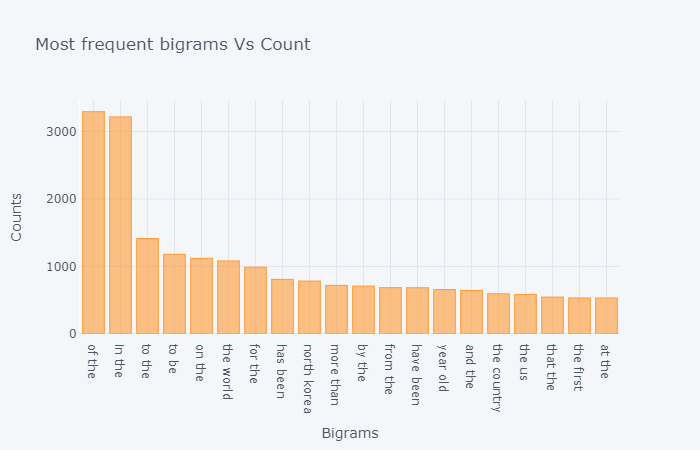 Most frequent bigrams Vs Count
Counts
3000
2000
1000
0
of the
in the
to the
to be
on the
the world
for the
has been
north korea
more than
by the
from the
have been
year old
and the
the country
the us
that the
the first
at the
Bigrams